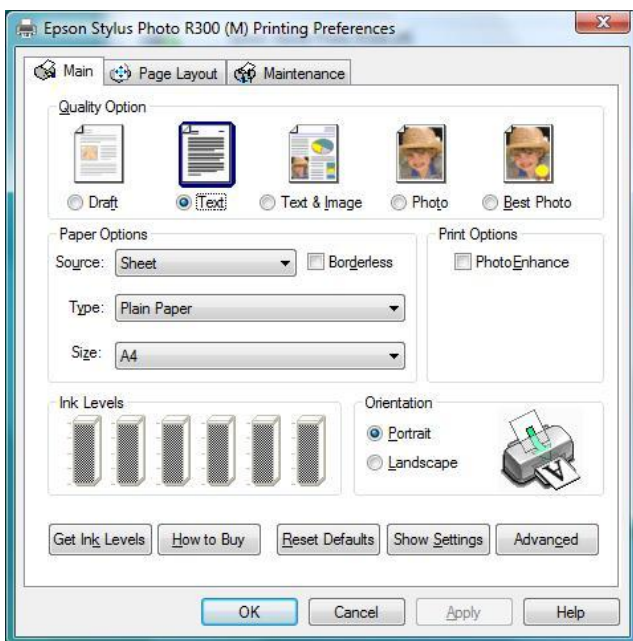 Epson Stylus Photo R300 (M) Printing Preferences
Main Page Layout Maintenance
Quality Option
Draft Text Text & Image Photo Best Photo
Paper Options Print Options
Source: Sheet Borderless PhotoEnhance
Type: Plain Paper
Size: A4
Ink Levels Orientation
Portrait
Landscape
A
Get Ink Levels How to Buy Reset Defaults Show Settings Advanced
OK Cancel Apply Help